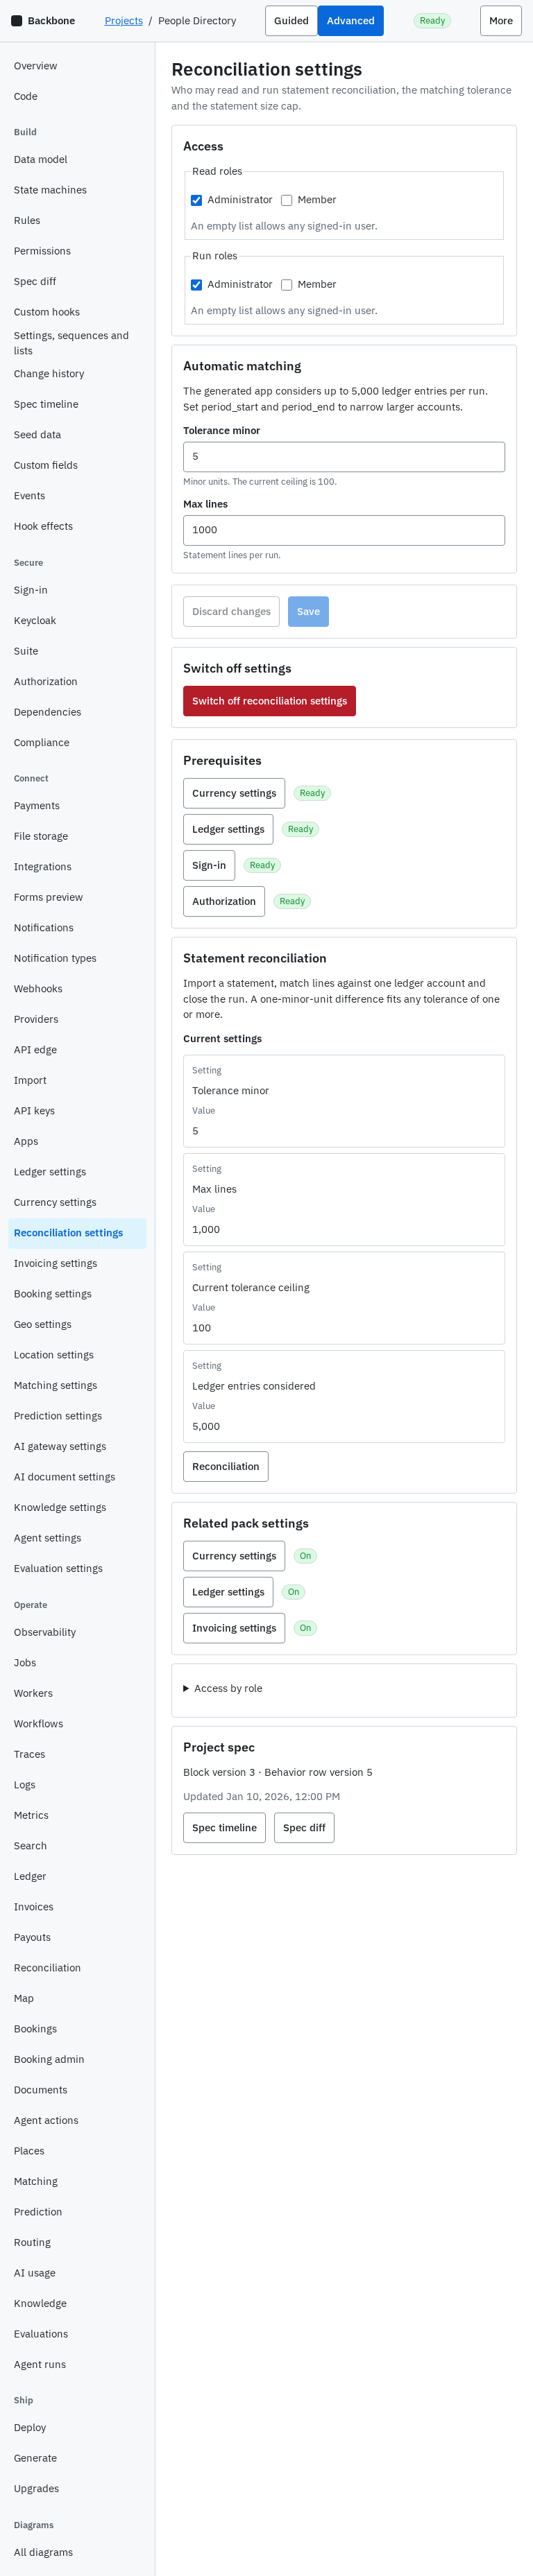 Backbone
Projects / People Directory
Guided
Advanced
Ready
More
Overview
Code
Build
Data model
State machines
Rules
Permissions
Spec diff
Custom hooks
Settings, sequences and
lists
Change history
Spec timeline
Seed data
Custom fields
Events
Hook effects
Secure
Sign-in
Keycloak
Suite
Authorization
Dependencies
Compliance
Connect
Payments
File storage
Integrations
Forms preview
Notifications
Notification types
Webhooks
Providers
API edge
Import
API keys
Apps
Ledger settings
Currency settings
Reconciliation settings
Invoicing settings
Booking settings
Geo settings
Location settings
Matching settings
Prediction settings
AI gateway settings
AI document settings
Knowledge settings
Agent settings
Evaluation settings
Operate
Observability
Jobs
Workers
Workflows
Traces
Logs
Metrics
Search
Ledger
Invoices
Payouts
Reconciliation
Map
Bookings
Booking admin
Documents
Agent actions
Places
Matching
Prediction
Routing
AI usage
Knowledge
Evaluations
Agent runs
Ship
Deploy
Generate
Upgrades
Diagrams
All diagrams
Reconciliation settings
Who may read and run statement reconciliation, the matching tolerance
and the statement size cap.
Access
Read roles
Administrator Member
An empty list allows any signed-in user.
Run roles
Administrator Member
An empty list allows any signed-in user.
Automatic matching
The generated app considers up to 5,000 ledger entries per run.
Set period_start and period_end to narrow larger accounts.
Tolerance minor
5
Minor units. The current ceiling is 100.
Max lines
1000
Statement lines per run.
Discard changes Save
Switch off settings
Switch off reconciliation settings
Prerequisites
Currency settings Ready
Ledger settings Ready
Sign-in Ready
Authorization Ready
Statement reconciliation
Import a statement, match lines against one ledger account and
close the run. A one-minor-unit difference fits any tolerance of one
or more.
Current settings
Setting
Tolerance minor
Value
5
Setting
Max lines
Value
1,000
Setting
Current tolerance ceiling
Value
100
Setting
Ledger entries considered
Value
5,000
Reconciliation
Related pack settings
Currency settings On
Ledger settings On
Invoicing settings On
Access by role
Project spec
Block version 3 · Behavior row version 5
Updated Jan 10, 2026, 12:00 PM
Spec timeline Spec diff